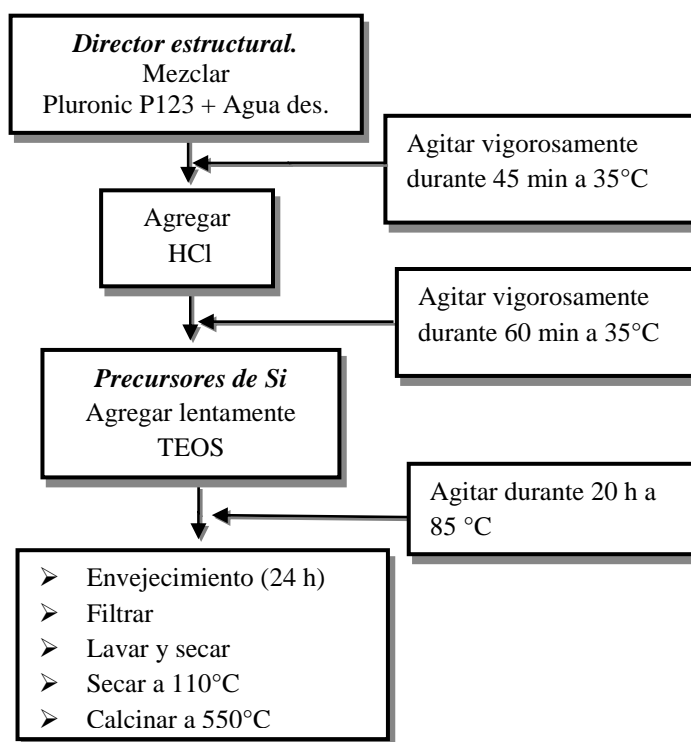 Director estructural.
Mezclar
Pluronic P123 + Agua des.
Agitar vigorosamente
durante 45 min a 35°C
Agregar
HCl
Agitar vigorosamente
durante 60 min a 35°C
Precursores de Si
Agregar lentamente
TEOS
Agitar durante 20 h a
85 °C
➢ Envejecimiento (24 h)
➢ Filtrar
➢ Lavar y secar
➢ Secar a 110°C
➢ Calcinar a 550°C